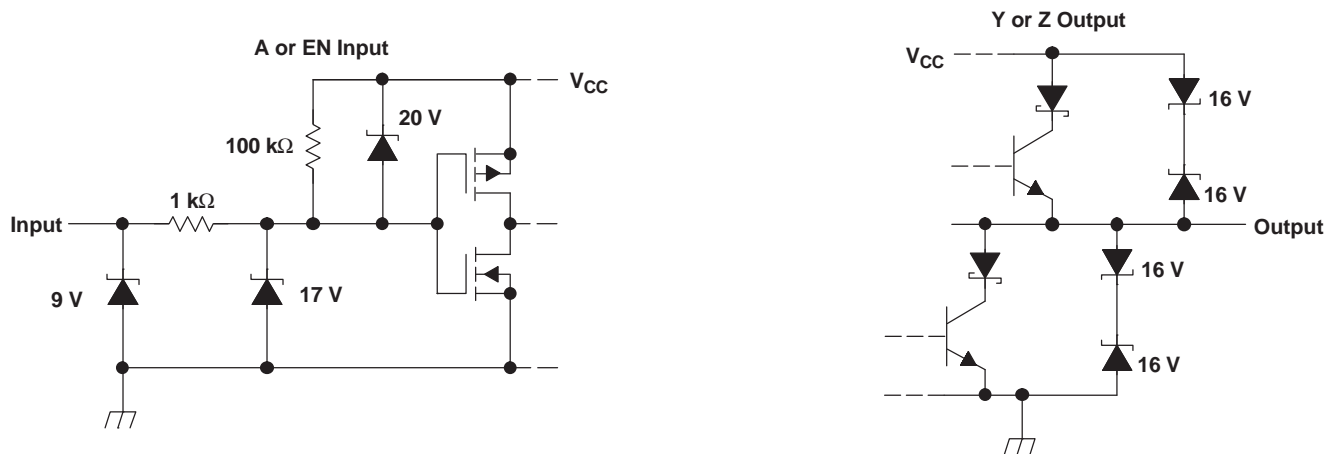 A or EN Input
V_CC
20 V
100 kΩ
1 kΩ
Input
9 V
17 V
Y or Z Output
V_CC
16 V
16 V
Output
16 V
16 V